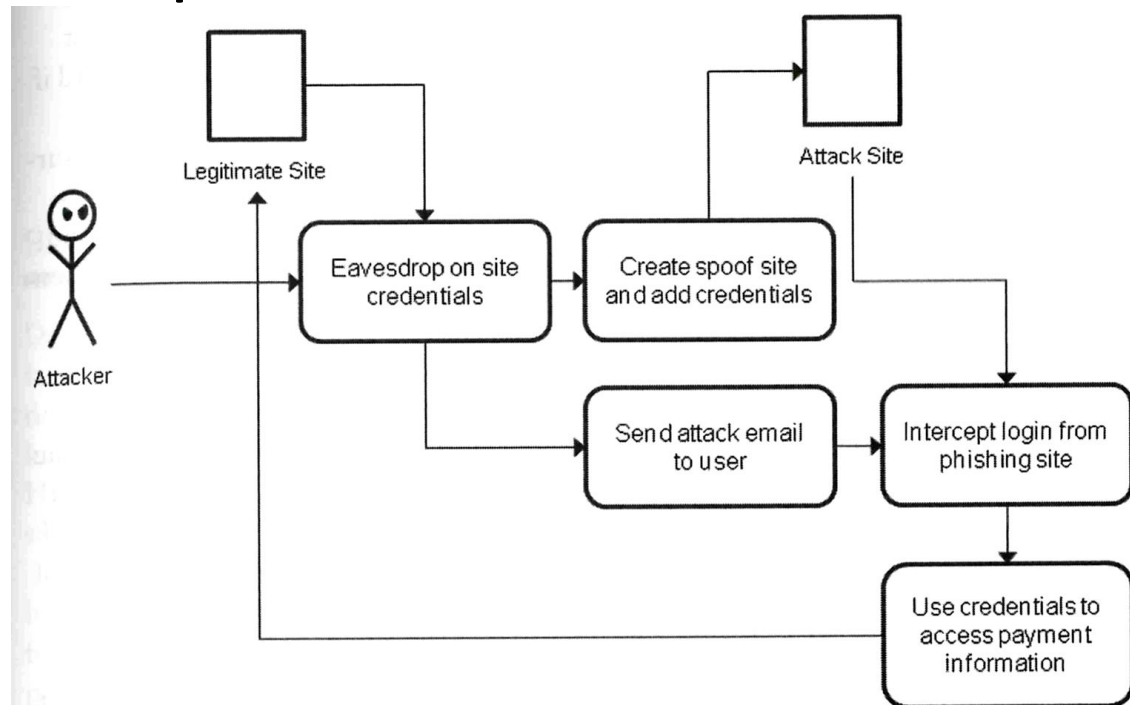 Legitimate Site
Attack Site
Attacker
Eavesdrop on site
credentials
Create spoof site
and add credentials
Send attack email
to user
Intercept login from
phishing site
Use credentials to
access payment
information